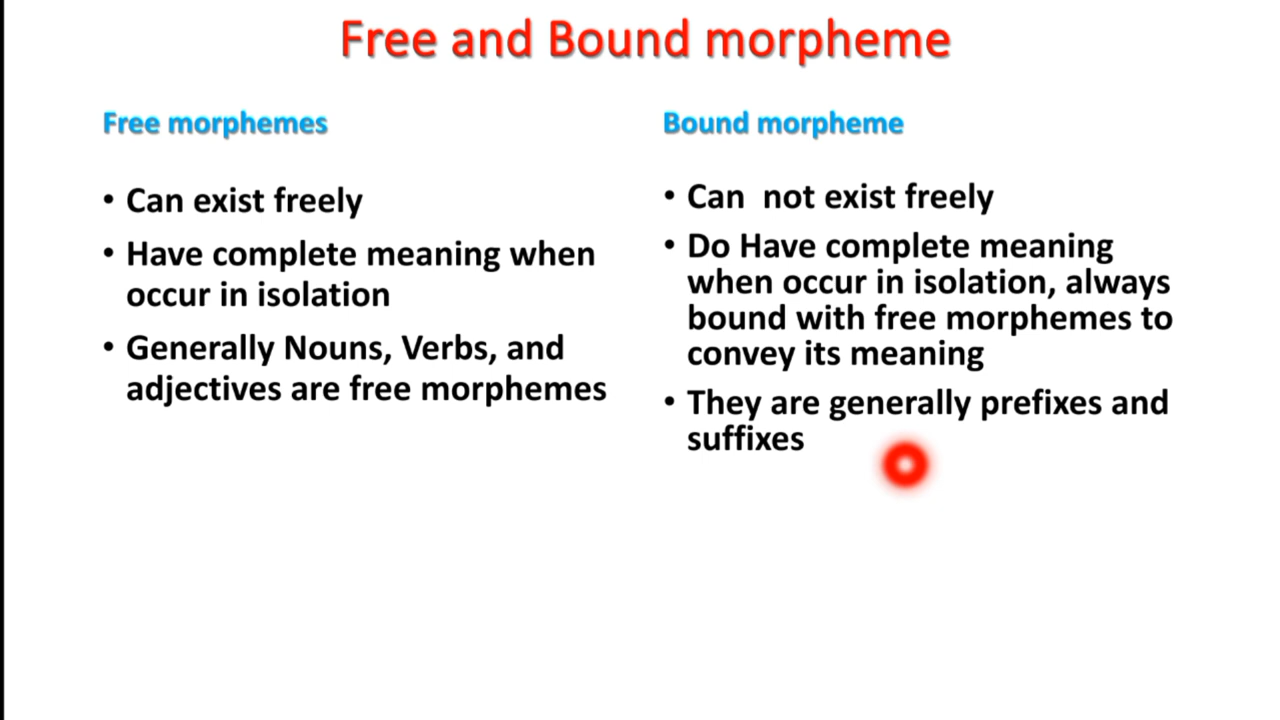 Free and Bound morpheme
Free morphemes
• Can exist freely
• Have complete meaning when
occur in isolation
• Generally Nouns, Verbs, and
adjectives are free morphemes
Bound morpheme
• Can  not exist freely
• Do Have complete meaning
when occur in isolation, always
bound with free morphemes to
convey its meaning
• They are generally prefixes and
suffixes